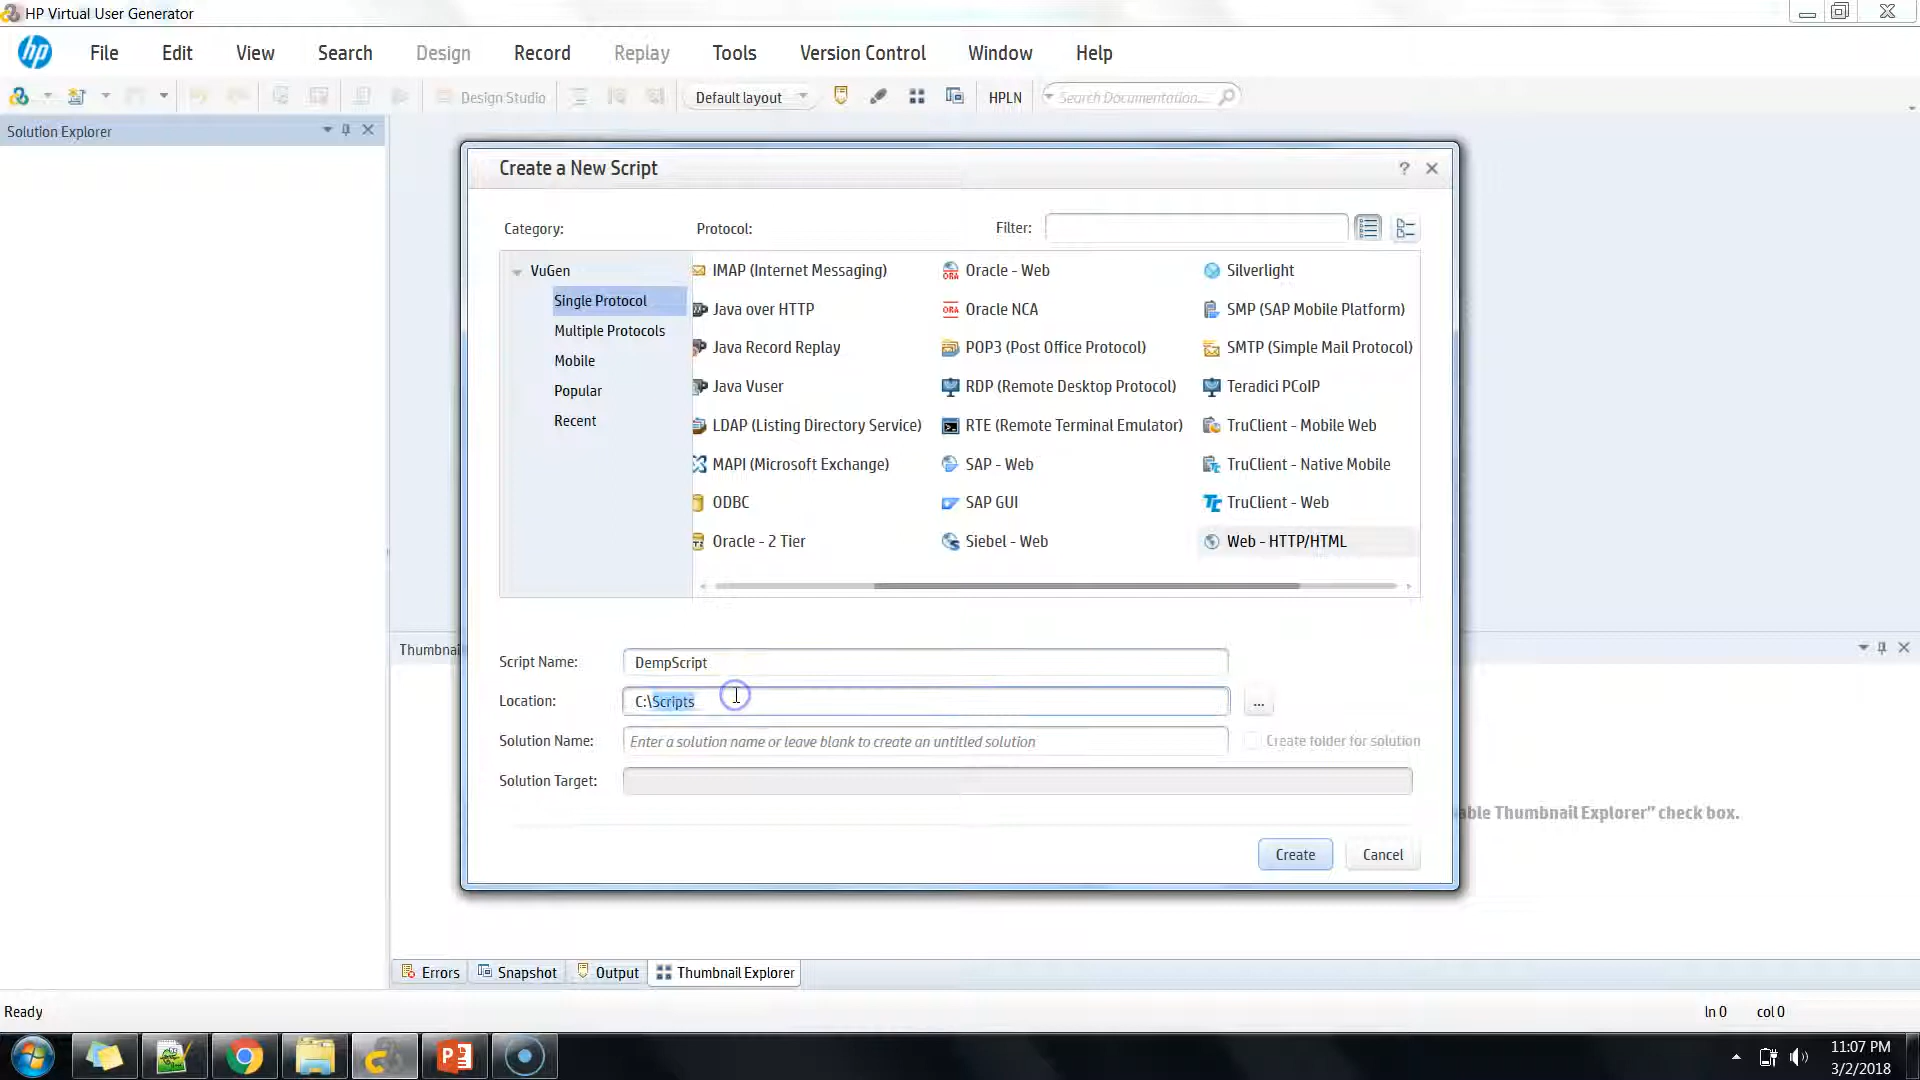 HP Virtual User Generator
hp File Edit View Search Design Record Replay Tools Version Control Window Help
Design Studio Default layout HPLN Search Documentation...
Solution Explorer
Create a New Script ?
Category: Protocol: Filter:
VuGen
Single Protocol
Multiple Protocols
Mobile
Popular
Recent
IMAP (Internet Messaging)
Java over HTTP
Java Record Replay
Java Vuser
LDAP (Listing Directory Service)
MAPI (Microsoft Exchange)
ODBC
Oracle - 2 Tier
Oracle - Web
Oracle NCA
POP3 (Post Office Protocol)
RDP (Remote Desktop Protocol)
RTE (Remote Terminal Emulator)
SAP - Web
SAP GUI
Siebel - Web
Silverlight
SMP (SAP Mobile Platform)
SMTP (Simple Mail Protocol)
Teradici PCoIP
TruClient - Mobile Web
TruClient - Native Mobile
TruClient - Web
Web - HTTP/HTML
Thumbnai
Script Name: DempScript
Location: C:\Scripts ...
Solution Name: Enter a solution name or leave blank to create an untitled solution Create folder for solution
Solution Target:
able Thumbnail Explorer" check box.
Create Cancel
Errors Snapshot Output Thumbnail Explorer
Ready ln 0 col 0
11:07 PM
3/2/2018